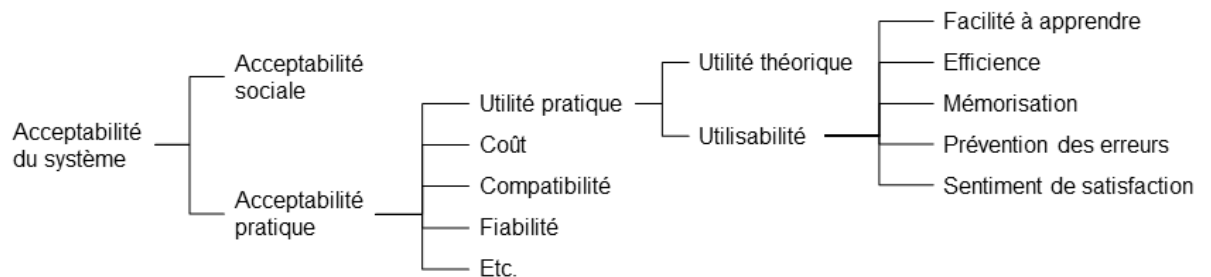 Acceptabilité
du système
Acceptabilité
sociale
Acceptabilité
pratique
Utilité pratique
Coût
Compatibilité
Fiabilité
Etc.
Utilité théorique
Utilisabilité
Facilité à apprendre
Efficience
Mémorisation
Prévention des erreurs
Sentiment de satisfaction